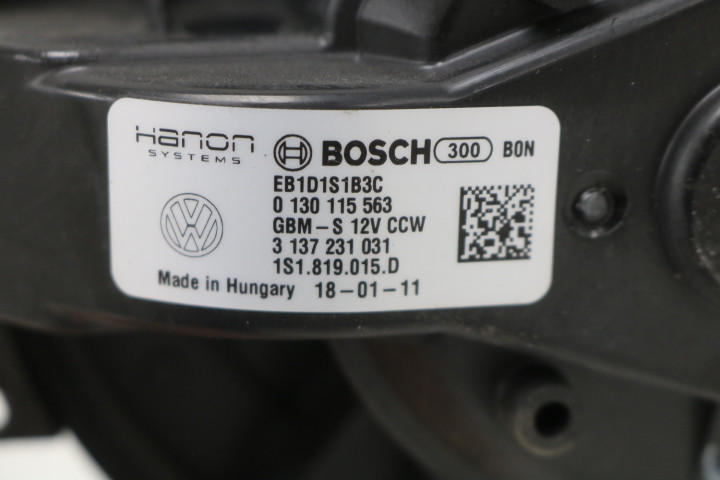 Hanon SYSTEMS BOSCH 300 B0N
EB1D1S1B3C
0 130 115 563
GBM-S 12V CCW
3 137 231 031
1S1.819.015.D
Made in Hungary 18-01-11